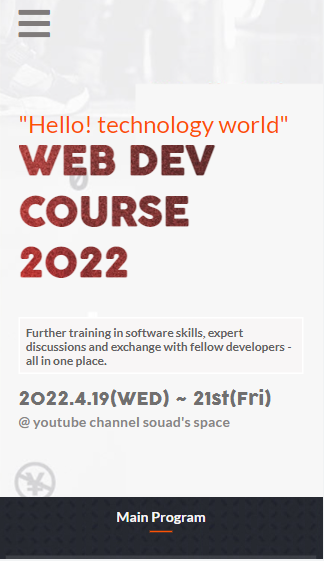 "Hello! technology world"
WEB DEV
COURSE
2022
Further training in software skills, expert
discussions and exchange with fellow developers -
all in one place.
2022.4.19(WED) ~ 21st(Fri)
@ youtube channel souad's space
Main Program